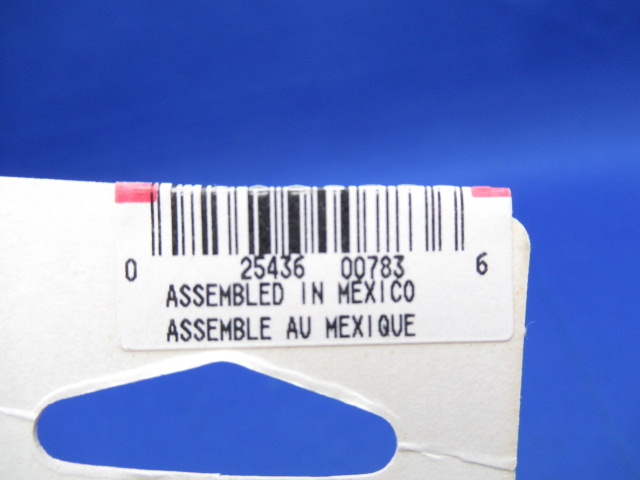 0 25436 00783 6
ASSEMBLED IN MEXICO
ASSEMBLE AU MEXIQUE